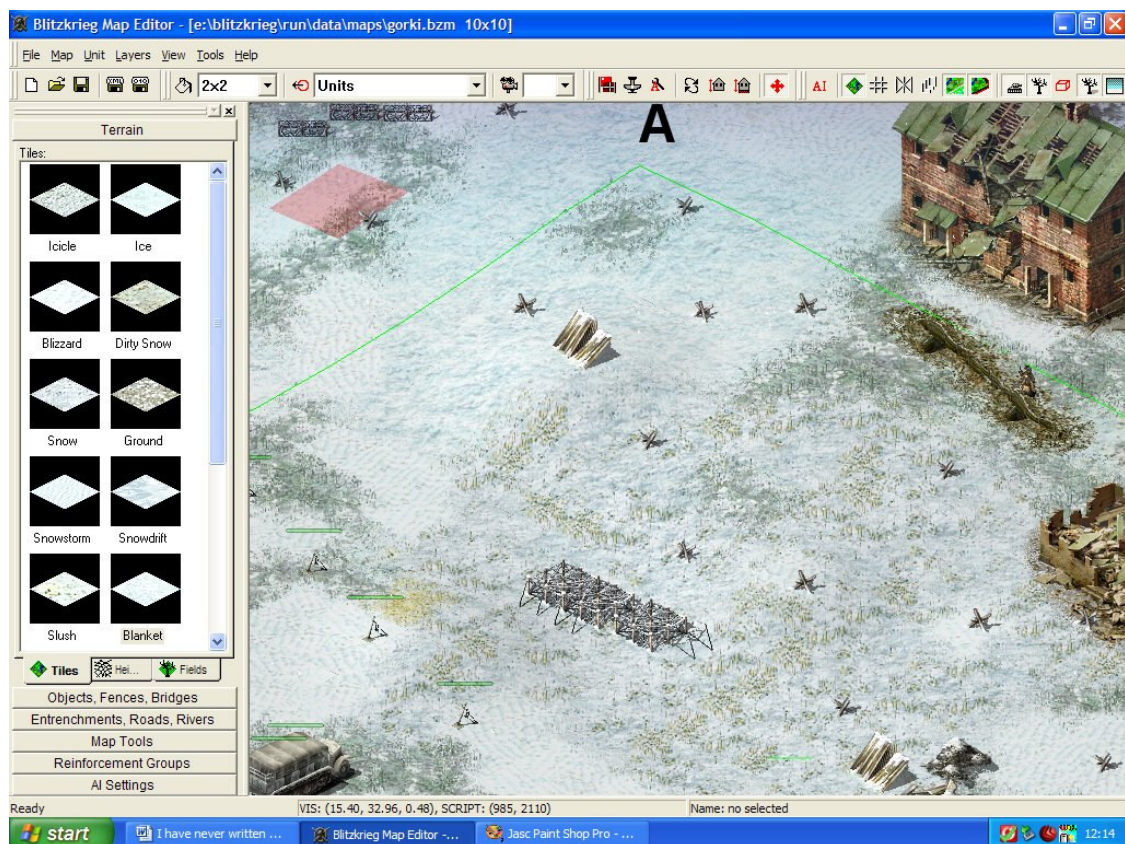 Blitzkrieg Map Editor - [e:\blitzkrieg\run\data\maps\gorki.bzm 10x10]
File Map Unit Layers View Tools Help
2x2 Units AI
A
Terrain
Tiles:
Icicle Ice
Blizzard Dirty Snow
Snow Ground
Snowstorm Snowdrift
Slush Blanket
Tiles Hei... Fields
Objects, Fences, Bridges
Entrenchments, Roads, Rivers
Map Tools
Reinforcement Groups
AI Settings
Ready VIS: (15.40, 32.96, 0.48), SCRIPT: (985, 2110) Name: no selected
start I have never written ... Blitzkrieg Map Editor -... Jasc Paint Shop Pro - ... 12:14